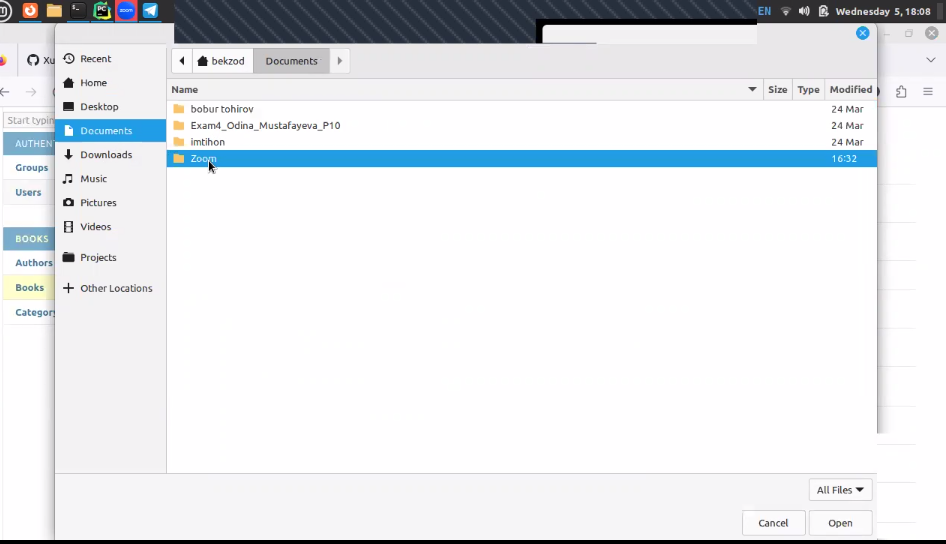 zoom
EN
Wednesday 5, 18:08
Xu
Start typin
AUTHEN
Groups
Users
BOOKS
Authors
Books
Category
Recent
Home
Desktop
Documents
Downloads
Music
Pictures
Videos
Projects
Other Locations
bekzod
Documents
Name
Size
Type
Modified
bobur tohirov
24 Mar
Exam4_Odina_Mustafayeva_P10
24 Mar
imtihon
24 Mar
Zoom
16:32
All Files
Cancel
Open